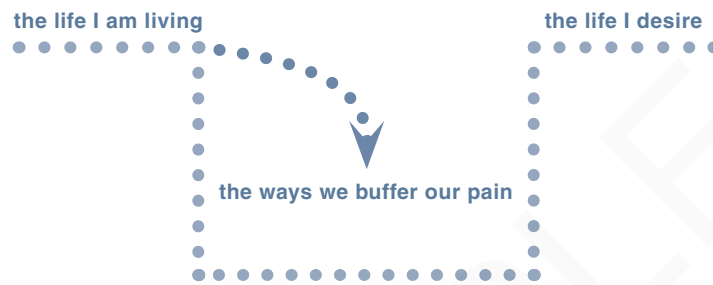 the life I am living
the life I desire
the ways we buffer our pain